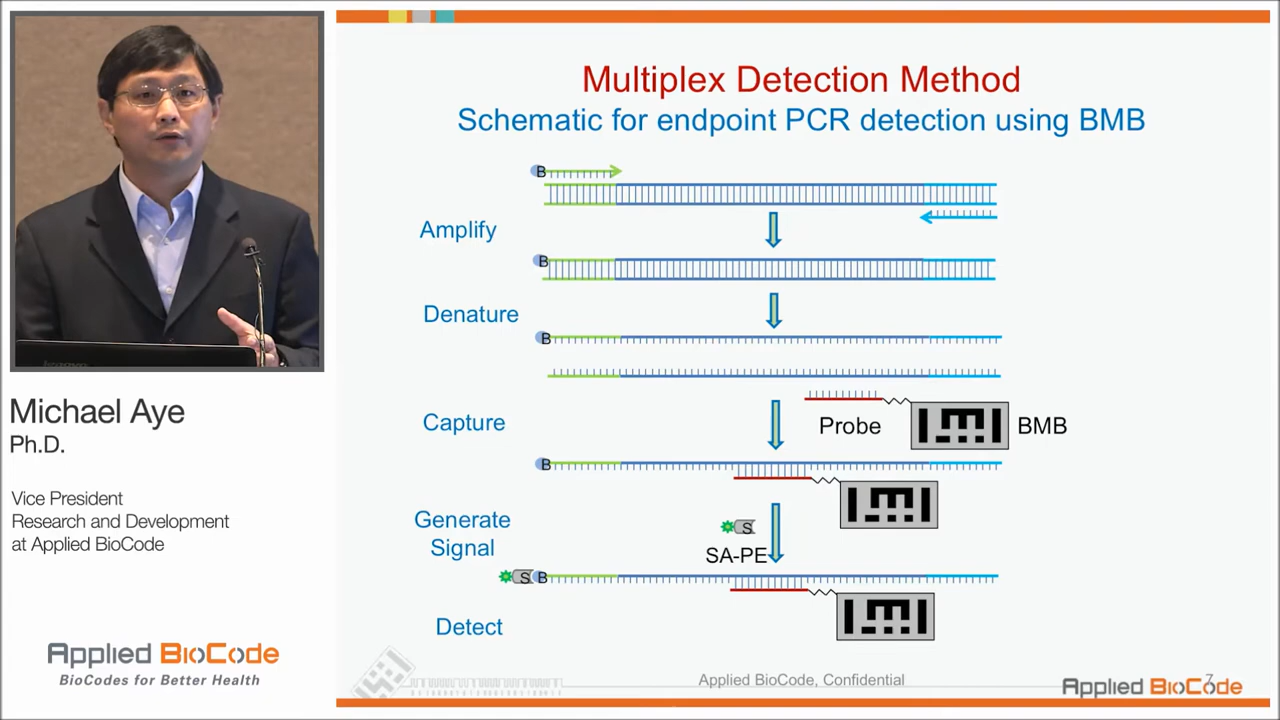 Multiplex Detection Method
Schematic for endpoint PCR detection using BMB
B
Amplify
B
Denature
B
Capture
Probe
BMB
B
Generate
Signal
S
SA-PE
S B
Detect
Applied BioCode, Confidential
7
Applied BioCode
Michael Aye
Ph.D.
Vice President
Research and Development
at Applied BioCode
Applied BioCode
BioCodes for Better Health